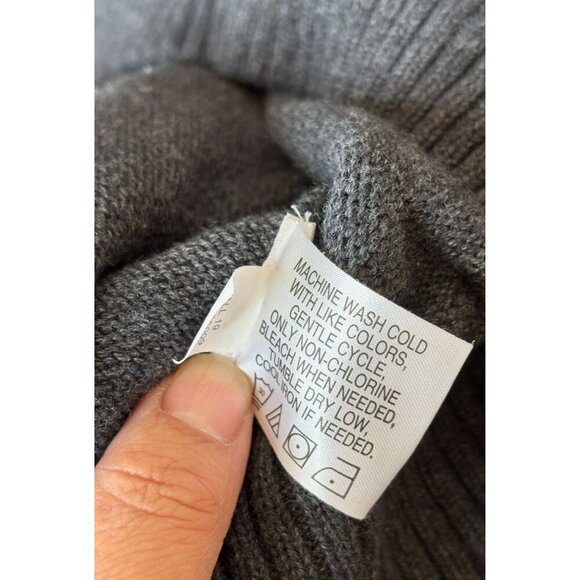 MACHINE WASH COLD
WITH LIKE COLORS,
GENTLE CYCLE,
ONLY NON-CHLORINE
BLEACH WHEN NEEDED,
TUMBLE DRY LOW,
COOL IRON IF NEEDED.